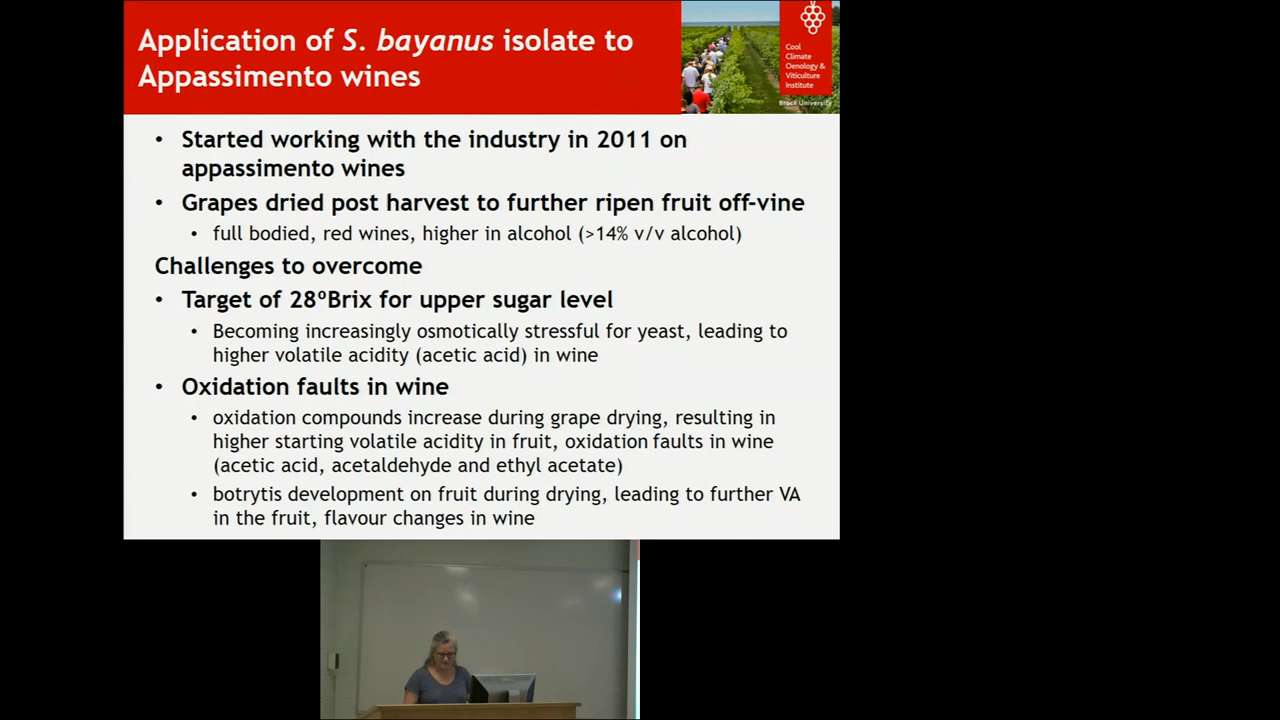 Application of S. bayanus isolate to
Appassimento wines
Cool
Climate
Oenology &
Viticulture
Institute
Brock University
• Started working with the industry in 2011 on
appassimento wines
• Grapes dried post harvest to further ripen fruit off-vine
• full bodied, red wines, higher in alcohol (>14% v/v alcohol)
Challenges to overcome
• Target of 28ºBrix for upper sugar level
• Becoming increasingly osmotically stressful for yeast, leading to
higher volatile acidity (acetic acid) in wine
• Oxidation faults in wine
• oxidation compounds increase during grape drying, resulting in
higher starting volatile acidity in fruit, oxidation faults in wine
(acetic acid, acetaldehyde and ethyl acetate)
• botrytis development on fruit during drying, leading to further VA
in the fruit, flavour changes in wine